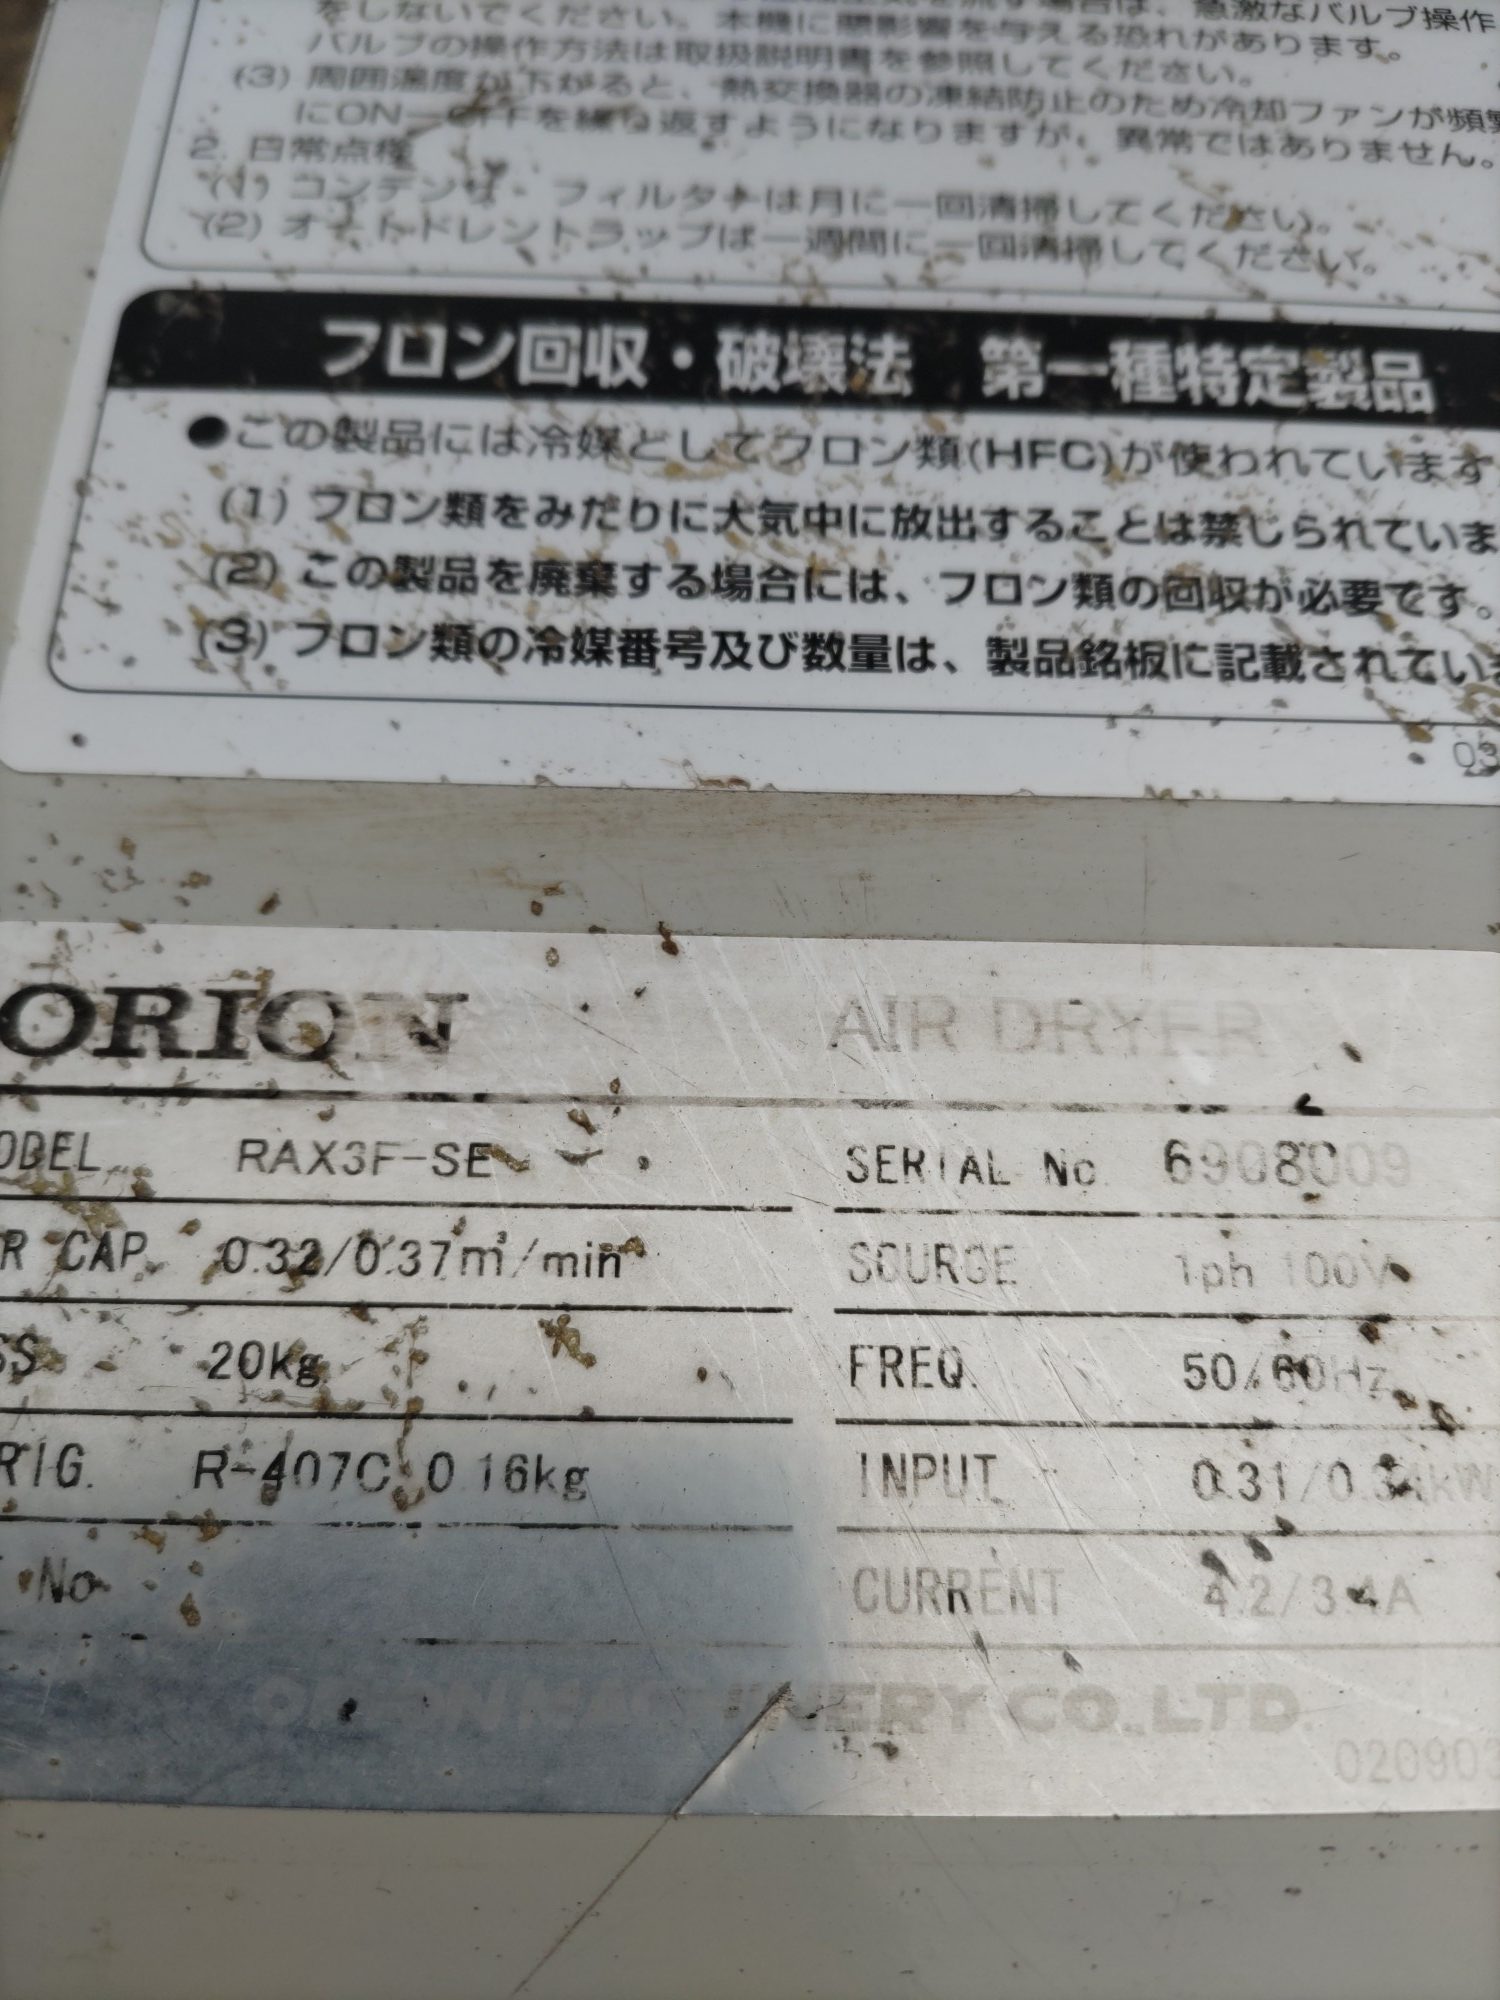 をしないでください。本機に悪影響を与える恐れがあります。
バルブの操作方法は取扱説明書を参照してください。
(3) 周囲温度が下がると、熱交換器の凍結防止のため冷却ファンが頻繁
にON−OFFを繰り返すようになりますが、異常ではありません。
2. 日常点検
(1) コンデンサ・フィルターは月に一回清掃してください。
(2) オートドレントラップは一週間に一回清掃してください。
フロン回収・破壊法 第一種特定製品
●この製品には冷媒としてフロン類(HFC)が使われています
(1) フロン類をみだりに大気中に放出することは禁じられていま
(2) この製品を廃棄する場合には、フロン類の回収が必要です。
(3) フロン類の冷媒番号及び数量は、製品銘板に記載されてい
03
ORION AIR DRYER
ODEL RAX3F-SE SERIAL No. 6908009
R CAP. 0.32/0.37m³/min SOURCE 1ph 100V
SS 20kg FREQ. 50/60Hz
RIG. R-407C 0.16kg INPUT 0.31/0.34kW
No. CURRENT 4.2/3.4A
ORION MACHINERY CO.,LTD.
020903